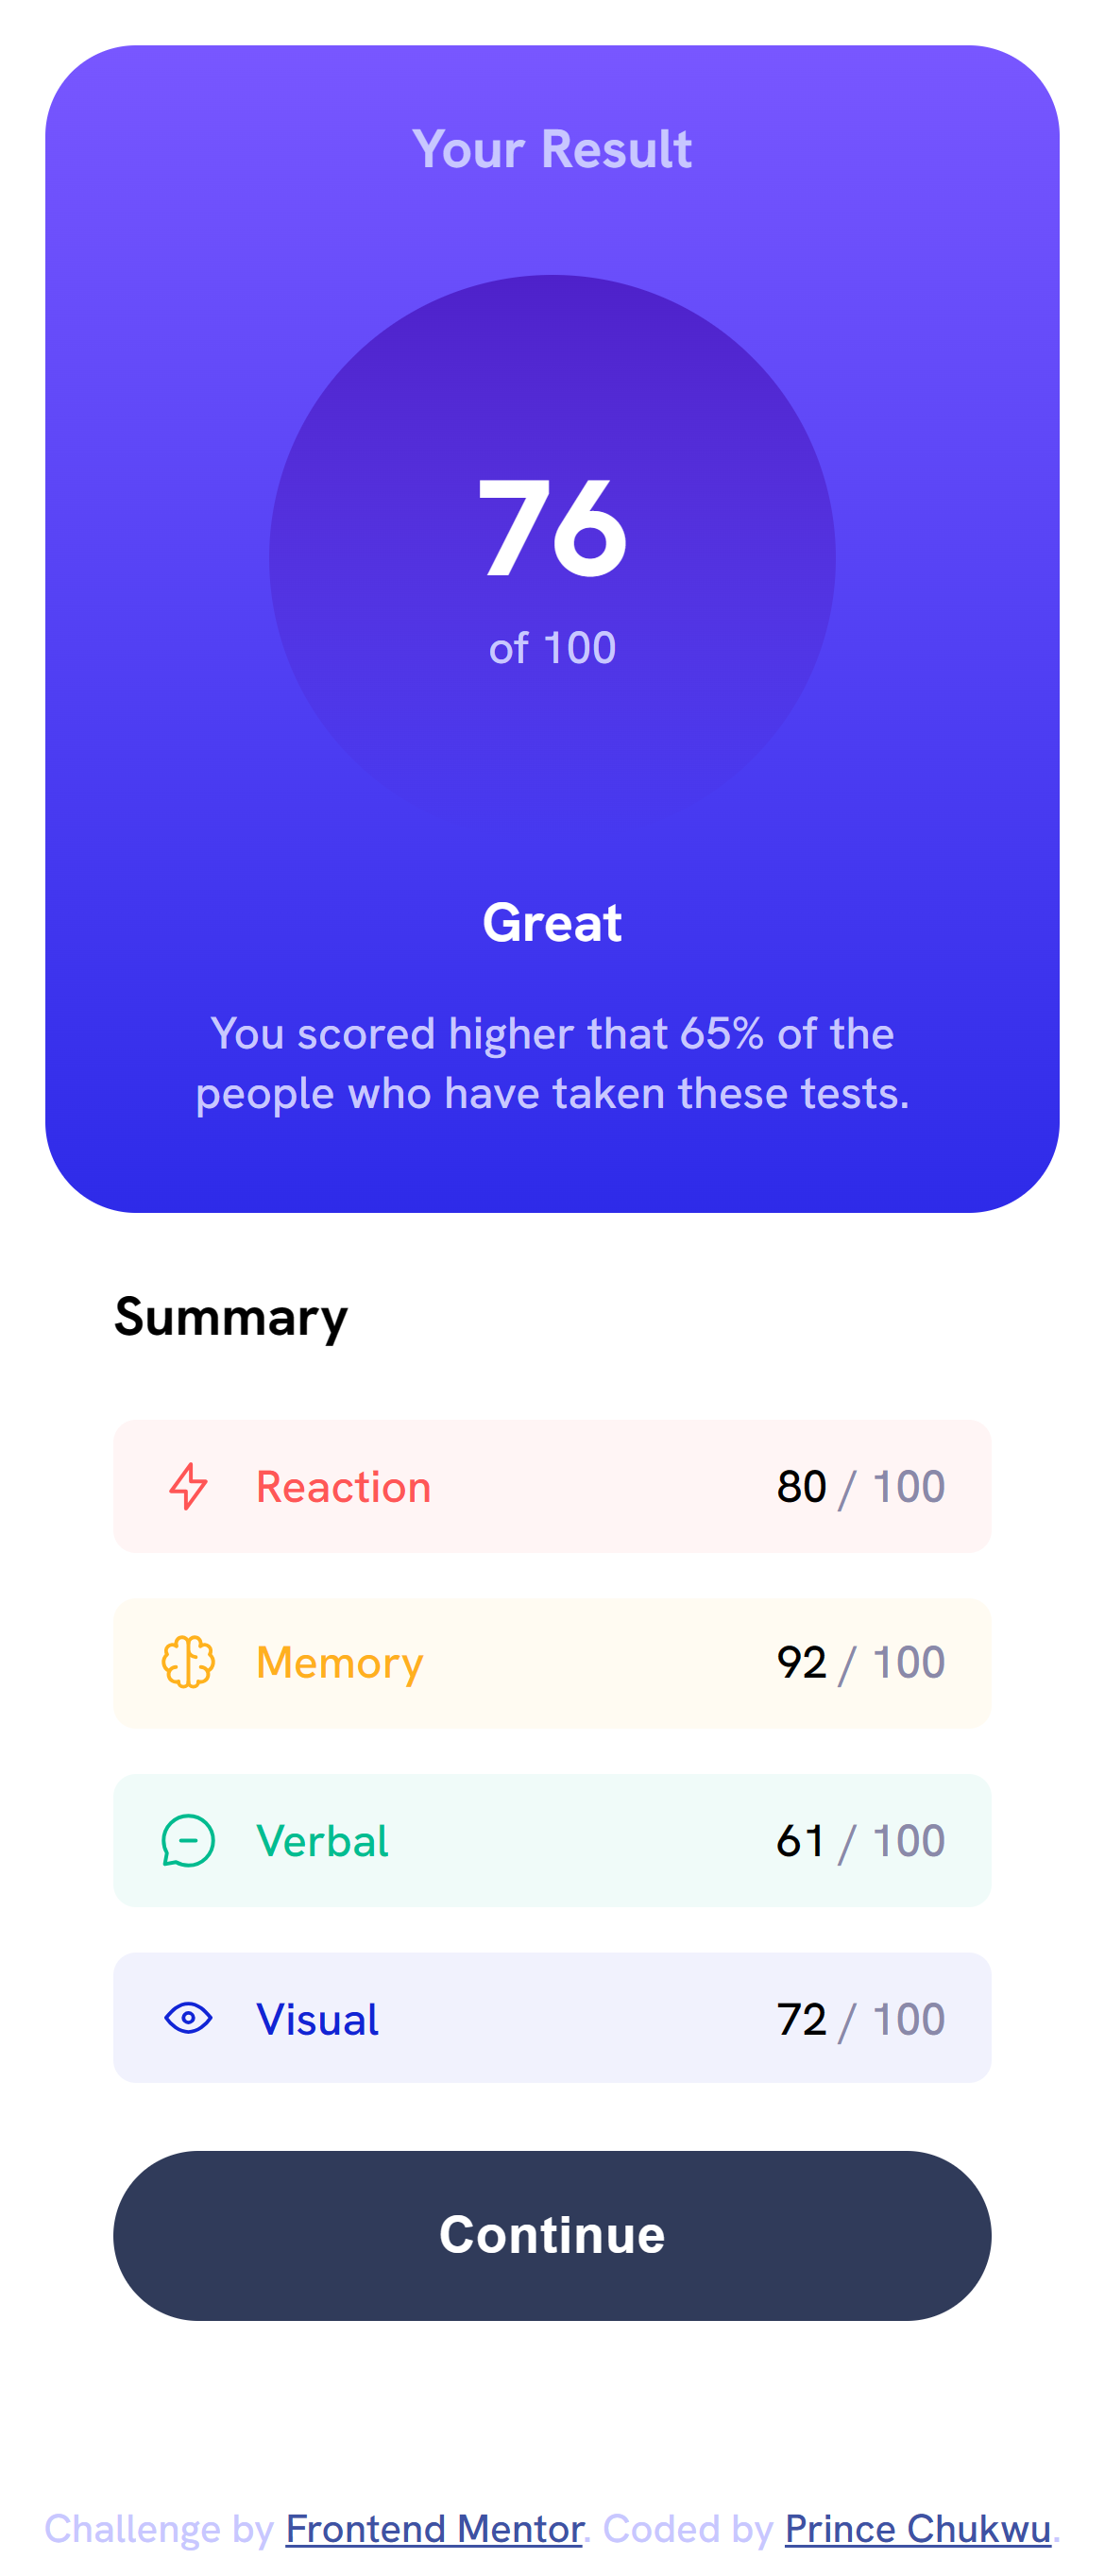 Your Result
76
of 100
Great
You scored higher that 65% of the
people who have taken these tests.
Summary
Reaction 80 / 100
Memory 92 / 100
Verbal 61 / 100
Visual 72 / 100
Continue
Challenge by Frontend Mentor. Coded by Prince Chukwu.